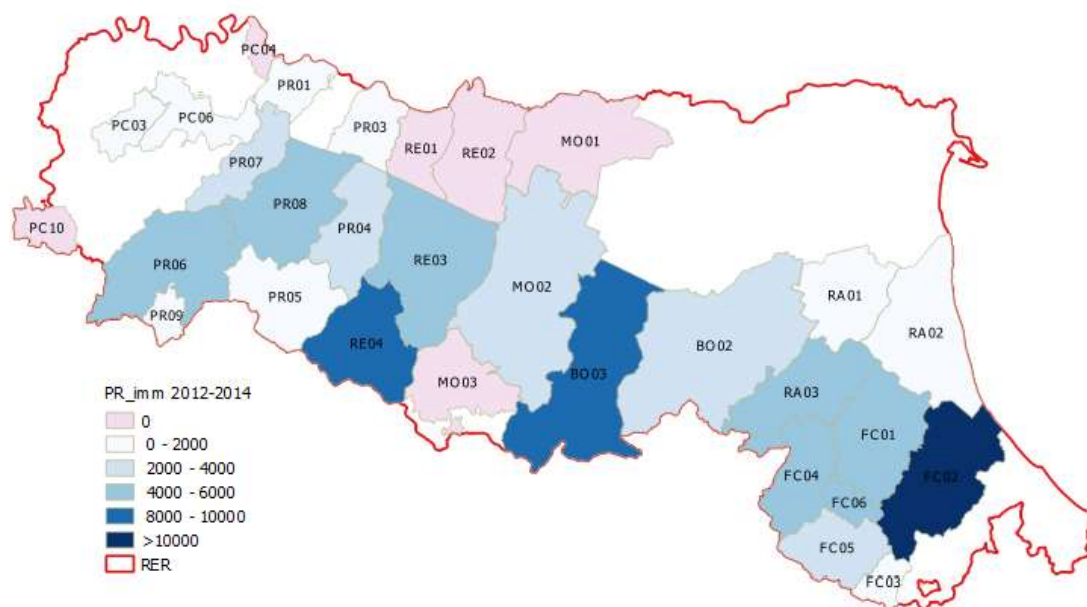 PC04
PR01
PC03
PC06
PR03
RE01
RE02
MO01
PR07
PC10
PR08
PR04
RE03
PR06
MO02
PR05
PR09
RE04
MO03
BO03
BO02
RA01
RA02
RA03
FC01
FC04
FC02
FC06
FC05
FC03
PR_imm 2012-2014
0
0 - 2000
2000 - 4000
4000 - 6000
8000 - 10000
>10000
RER